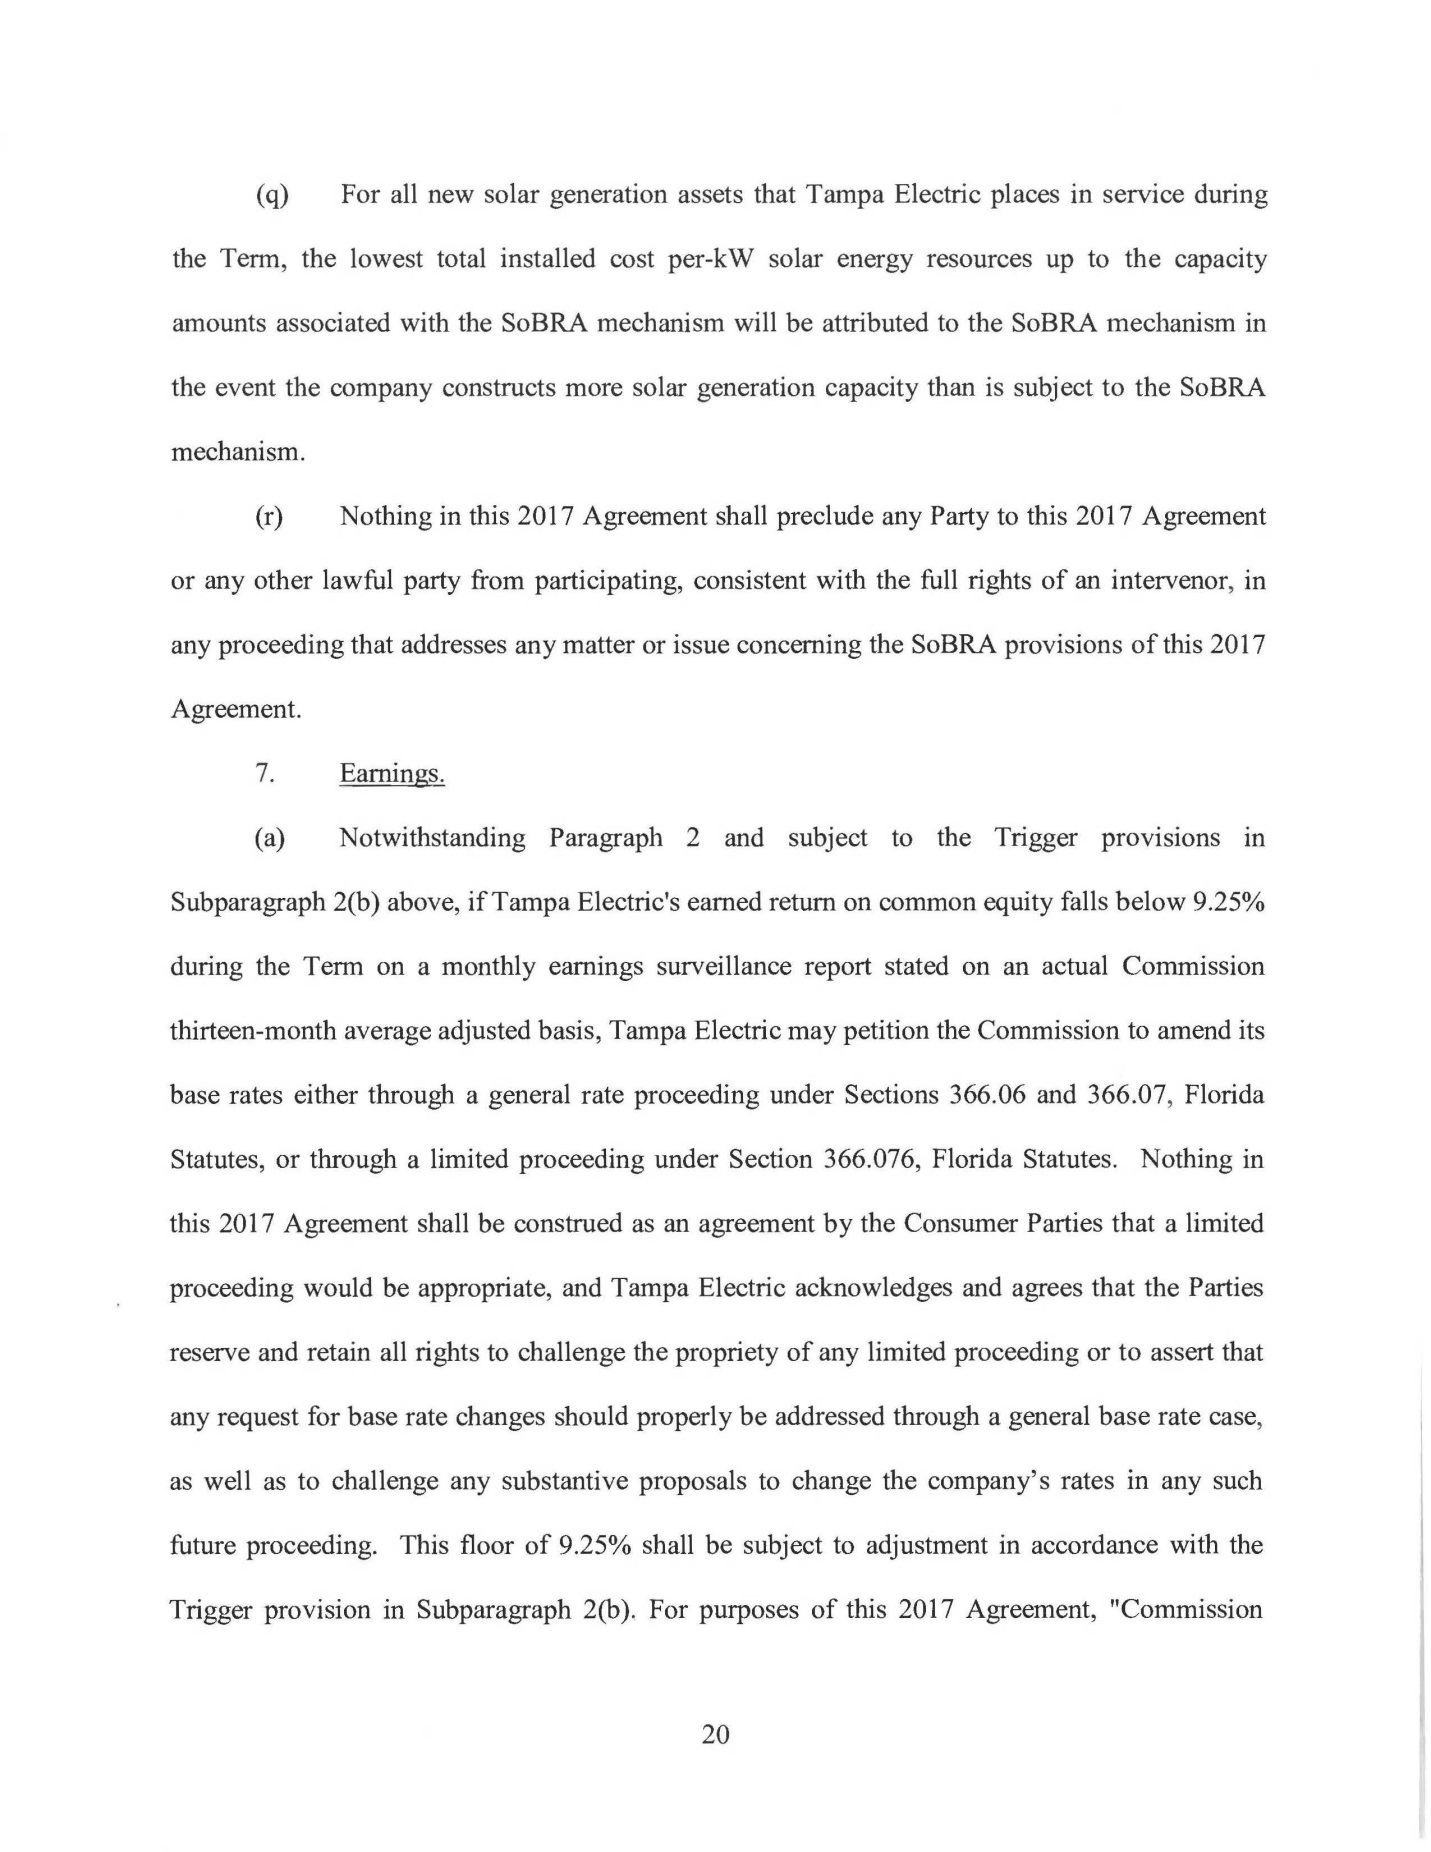 (q) For all new solar generation assets that Tampa Electric places in service during
the Term, the lowest total installed cost per-kW solar energy resources up to the capacity
amounts associated with the SoBRA mechanism will be attributed to the SoBRA mechanism in
the event the company constructs more solar generation capacity than is subject to the SoBRA
mechanism.
(r) Nothing in this 2017 Agreement shall preclude any Party to this 2017 Agreement
or any other lawful party from participating, consistent with the full rights of an intervenor, in
any proceeding that addresses any matter or issue concerning the SoBRA provisions of this 2017
Agreement.
7. Earnings.
(a) Notwithstanding Paragraph 2 and subject to the Trigger provisions in
Subparagraph 2(b) above, if Tampa Electric's earned return on common equity falls below 9.25%
during the Term on a monthly earnings surveillance report stated on an actual Commission
thirteen-month average adjusted basis, Tampa Electric may petition the Commission to amend its
base rates either through a general rate proceeding under Sections 366.06 and 366.07, Florida
Statutes, or through a limited proceeding under Section 366.076, Florida Statutes. Nothing in
this 2017 Agreement shall be construed as an agreement by the Consumer Parties that a limited
proceeding would be appropriate, and Tampa Electric acknowledges and agrees that the Parties
reserve and retain all rights to challenge the propriety of any limited proceeding or to assert that
any request for base rate changes should properly be addressed through a general base rate case,
as well as to challenge any substantive proposals to change the company’s rates in any such
future proceeding. This floor of 9.25% shall be subject to adjustment in accordance with the
Trigger provision in Subparagraph 2(b). For purposes of this 2017 Agreement, "Commission
20